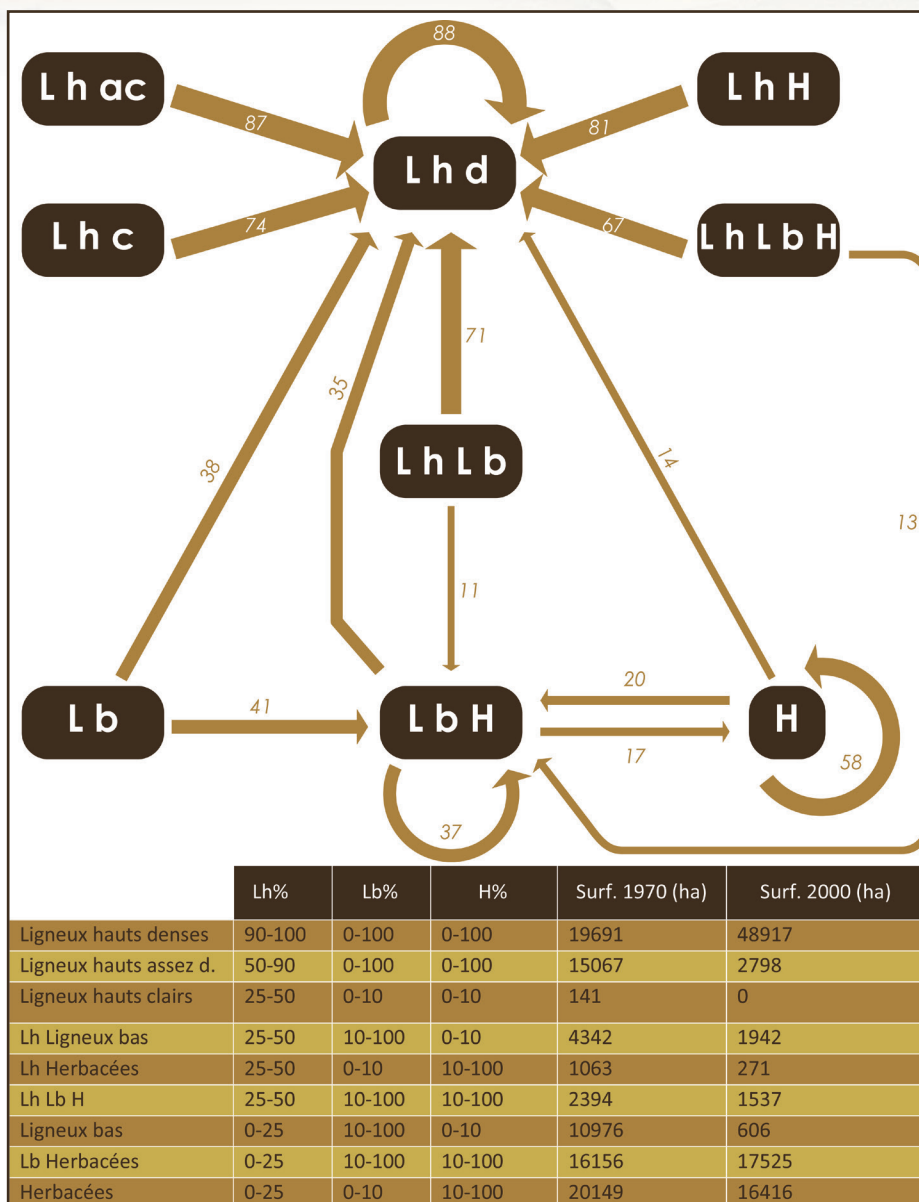 88
L h ac
L h H
87
81
L h d
L h c
74
67
L h L b H
71
35
38
14
L h L b
13
11
L b
41
L b H
20
17
H
58
37
Lh% Lb% H% Surf. 1970 (ha) Surf. 2000 (ha)
Ligneux hauts denses 90-100 0-100 0-100 19691 48917
Ligneux hauts assez d. 50-90 0-100 0-100 15067 2798
Ligneux hauts clairs 25-50 0-10 0-10 141 0
Lh Ligneux bas 25-50 10-100 0-10 4342 1942
Lh Herbacées 25-50 0-10 10-100 1063 271
Lh Lb H 25-50 10-100 10-100 2394 1537
Ligneux bas 0-25 10-100 0-10 10976 606
Lb Herbacées 0-25 10-100 10-100 16156 17525
Herbacées 0-25 0-10 10-100 20149 16416